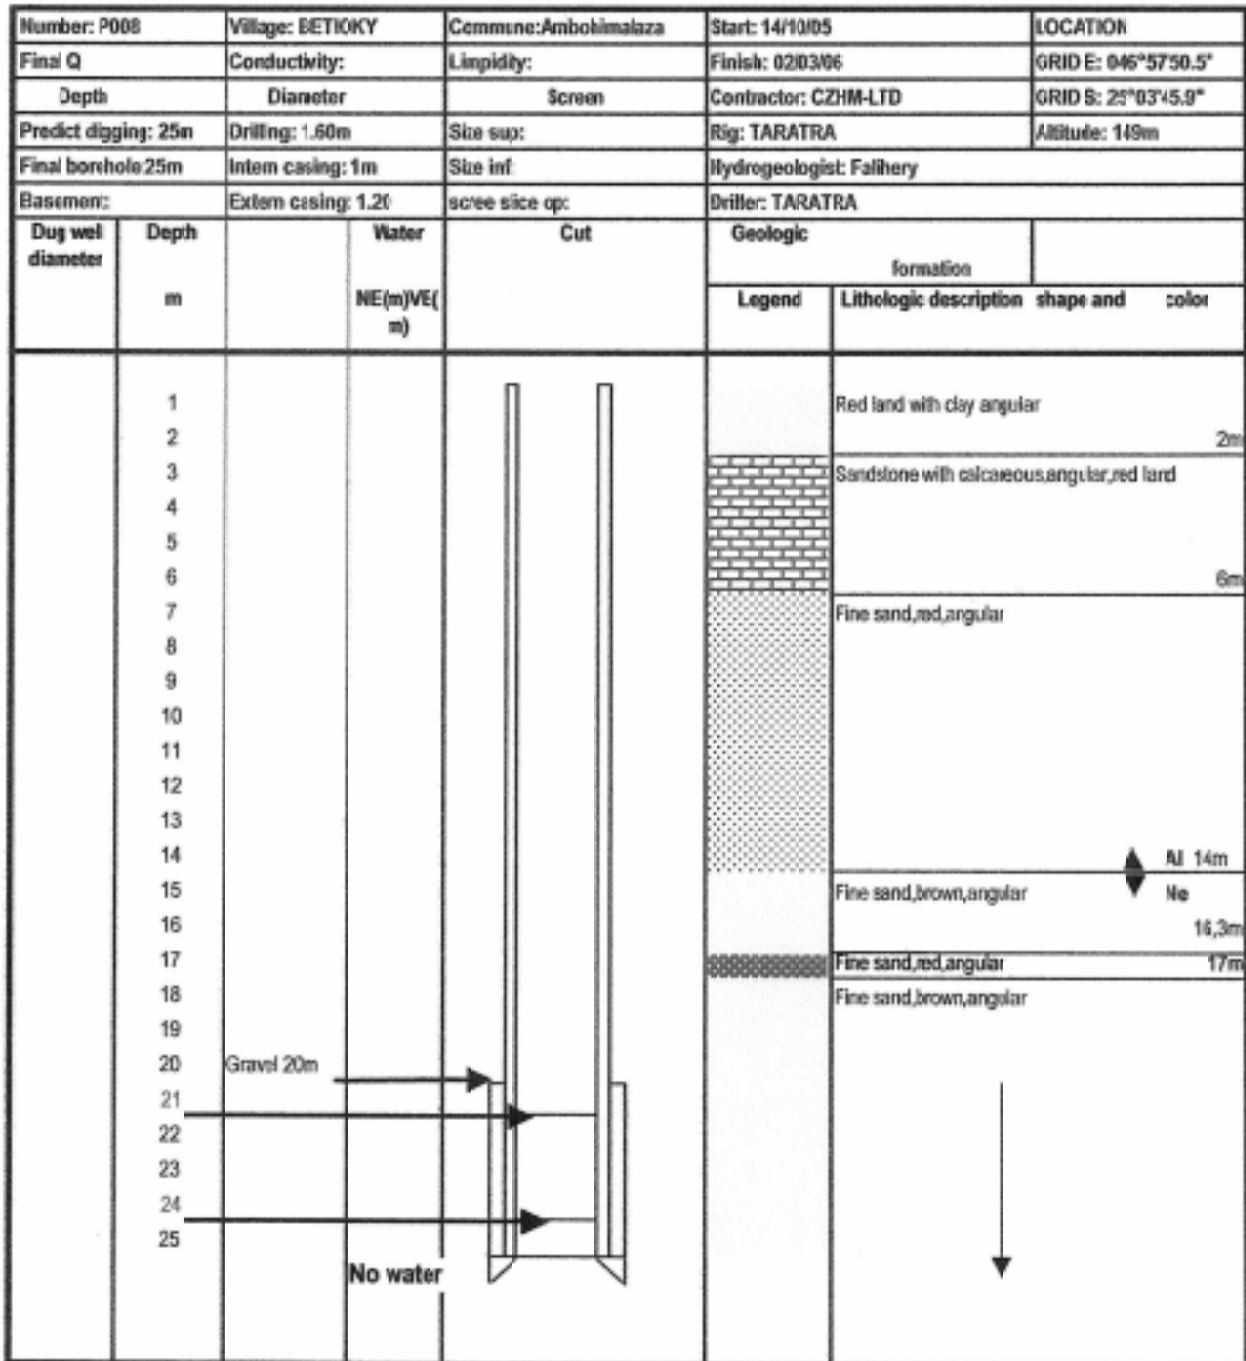 Number: P008 Village: BETIOKY Commune:Ambohimalaza Start: 14/10/05 LOCATION
Final Q Conductivity: Limpidity: Finish: 02/03/06 GRID E: 046°57'50.5"
Depth Diameter Screen Contractor: CZHM-LTD GRID S: 25°03'45.9"
Predict digging: 25m Drilling: 1.60m Size sup: Rig: TARATRA Altitude: 149m
Final borehole:25m Intern casing: 1m Size inf: Hydrogeologist: Falihery
Basement: Extern casing: 1.20 scree slice op: Driller: TARATRA
Dug well Depth Water Cut Geologic
diameter
formation
m NE(m)VE( Legend Lithologic description shape and color
m)
1 Red land with clay angular
2 2m
3 Sandstone with calcareous,angular,red land
4
5
6 6m
7 Fine sand,red,angular
8
9
10
11
12
13
14 Al 14m
15 Fine sand,brown,angular Ne
16 16,3m
17 Fine sand,red,angular 17m
18 Fine sand,brown,angular
19
20 Gravel 20m
21
22
23
24
25
No water